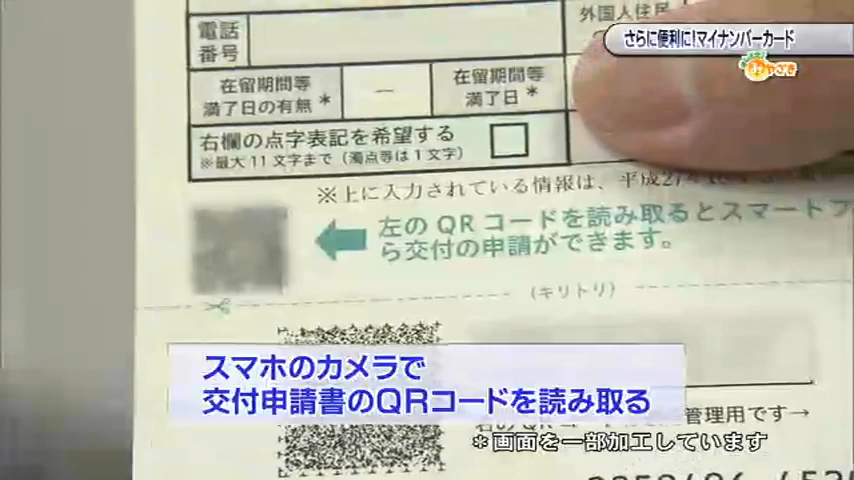 外国人住民
さらに便利に!マイナンバーカード
みやざき
電話
番号
在留期間等
満了日の有無*
—
在留期間等
満了日*
右欄の点字表記を希望する
※最大11文字まで(濁点等は1文字)
※上に入力されている情報は、平成27年
左のQRコードを読み取るとスマートフ
ら交付の申請ができます。
(キリトリ)
スマホのカメラで
交付申請書のQRコードを読み取る
管理用です→
*画面を一部加工しています